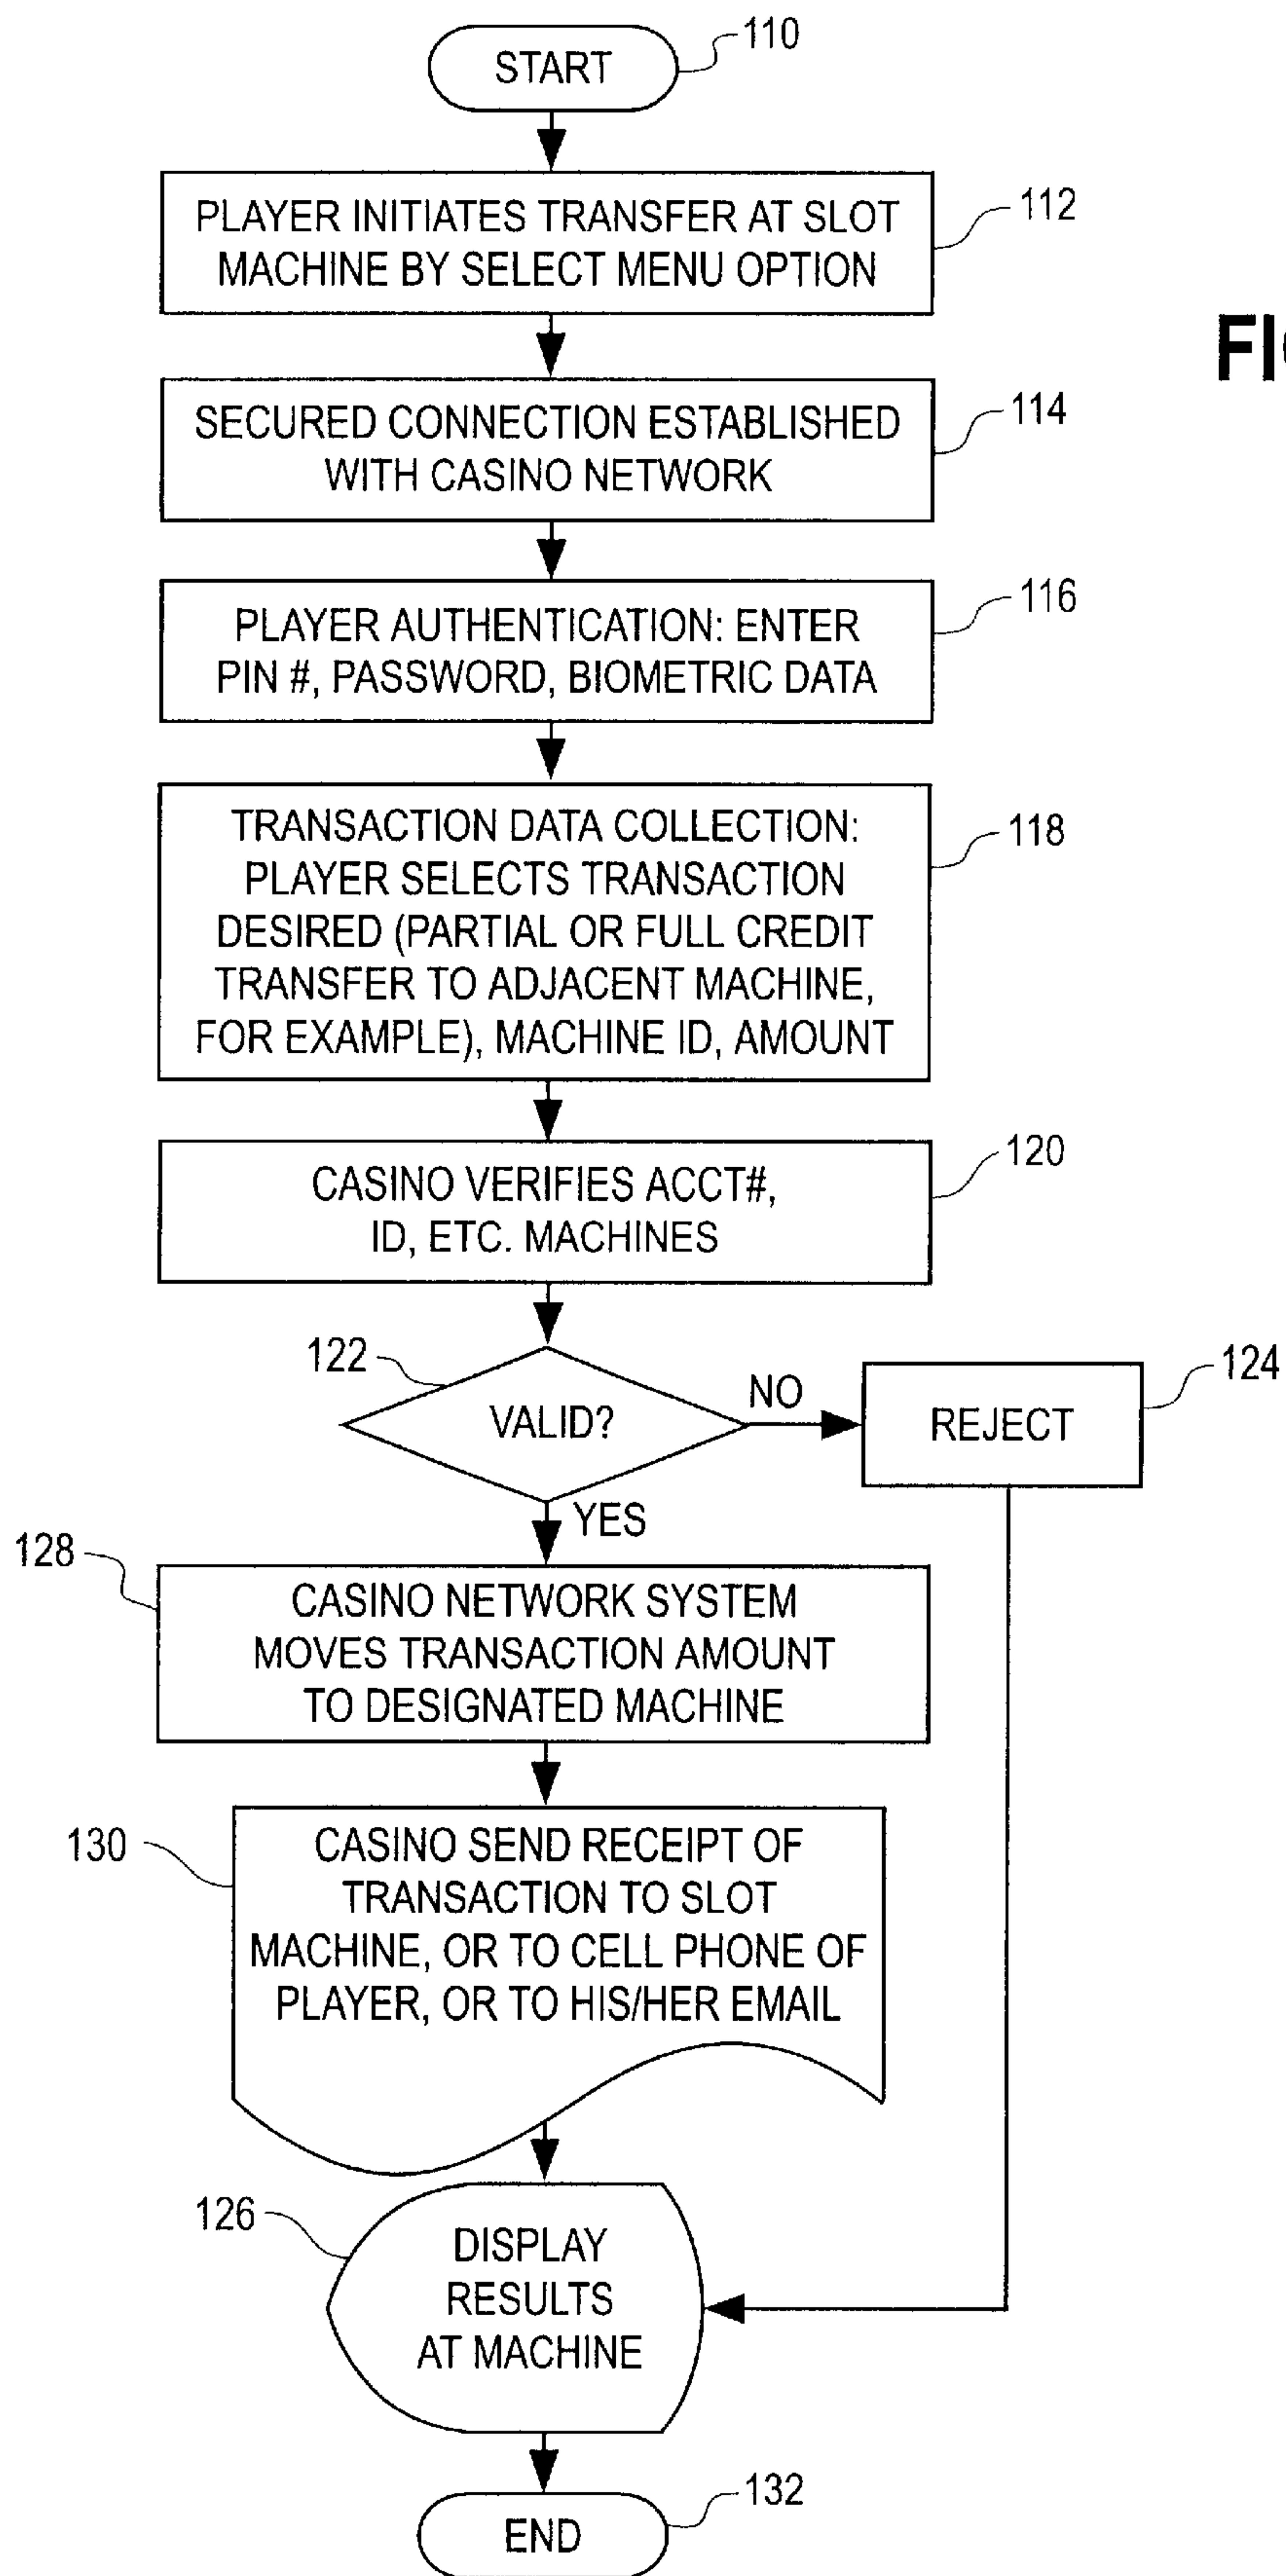 START
110
PLAYER INITIATES TRANSFER AT SLOT
MACHINE BY SELECT MENU OPTION
112
SECURED CONNECTION ESTABLISHED
WITH CASINO NETWORK
114
PLAYER AUTHENTICATION: ENTER
PIN #, PASSWORD, BIOMETRIC DATA
116
TRANSACTION DATA COLLECTION:
PLAYER SELECTS TRANSACTION
DESIRED (PARTIAL OR FULL CREDIT
TRANSFER TO ADJACENT MACHINE,
FOR EXAMPLE), MACHINE ID, AMOUNT
118
CASINO VERIFIES ACCT#,
ID, ETC. MACHINES
120
122
VALID?
NO
REJECT
124
YES
128
CASINO NETWORK SYSTEM
MOVES TRANSACTION AMOUNT
TO DESIGNATED MACHINE
130
CASINO SEND RECEIPT OF
TRANSACTION TO SLOT
MACHINE, OR TO CELL PHONE OF
PLAYER, OR TO HIS/HER EMAIL
126
DISPLAY
RESULTS
AT MACHINE
END
132